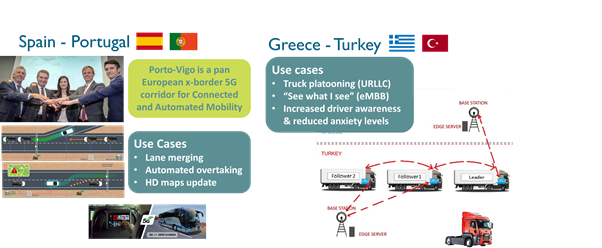 Spain - Portugal
Porto-Vigo is a pan
European x-border 5G
corridor for Connected
and Automated Mobility
Use Cases
• Lane merging
• Automated overtaking
• HD maps update
5G
Greece - Turkey
Use cases
• Truck platooning (URLLC)
• “See what I see” (eMBB)
• Increased driver awareness
& reduced anxiety levels
BASE STATION
EDGE SERVER
TURKEY
Follower2
Follower1
Leader
BASE STATION
EDGE SERVER